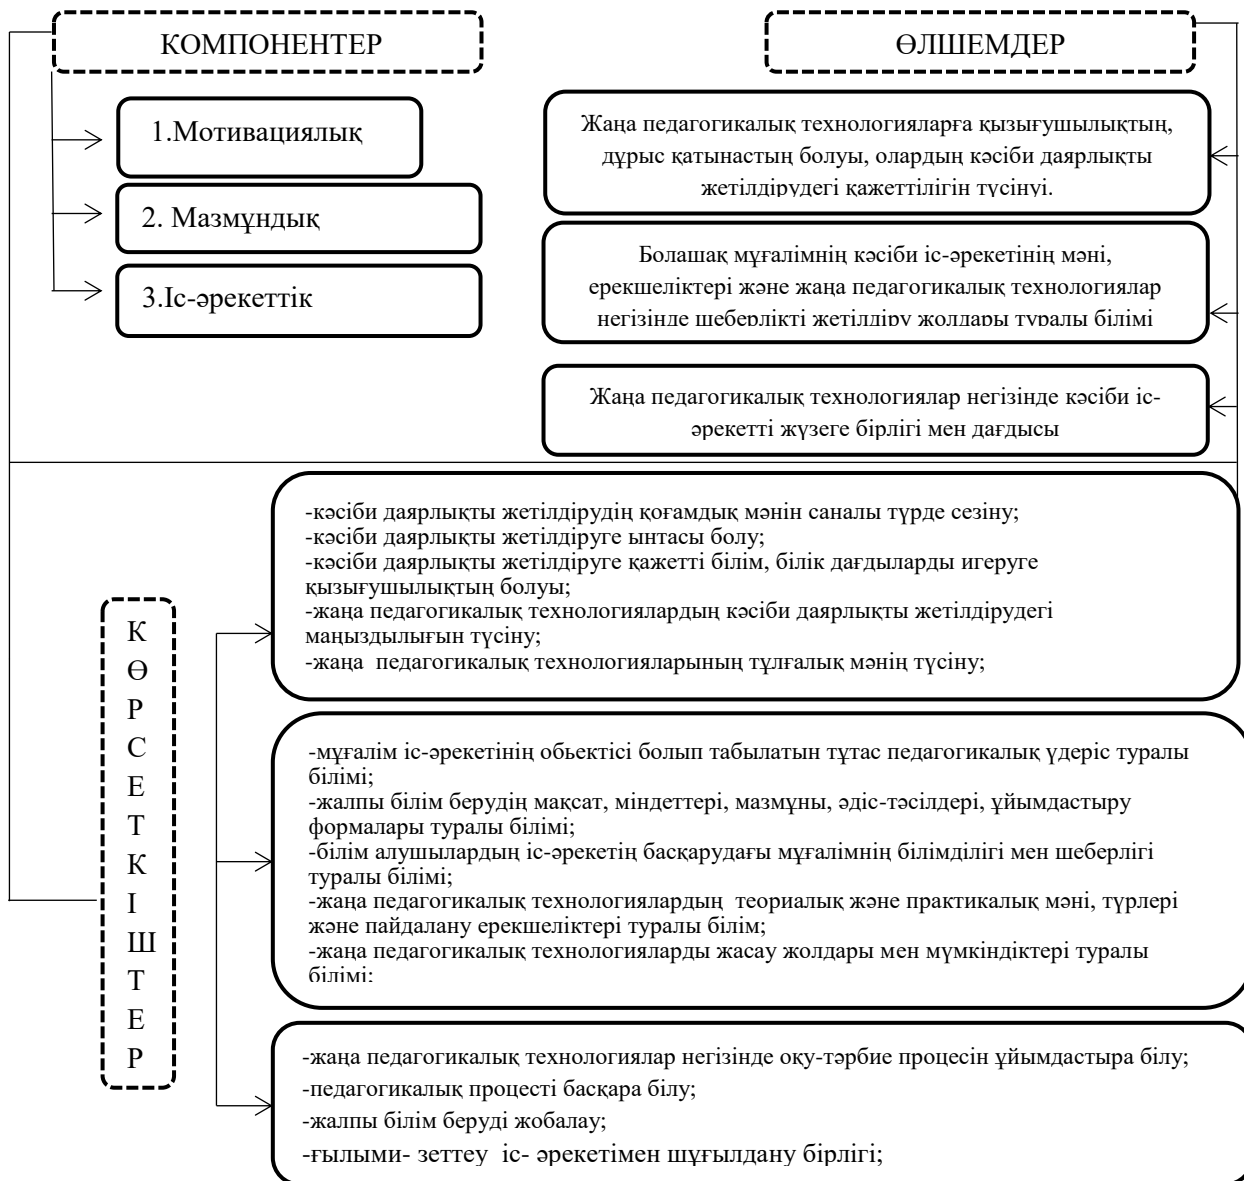 КОМПОНЕНТЕР
ӨЛШЕМДЕР
1.Мотивациялық
2. Мазмұндық
3.Іс-әрекеттік
Жаңа педагогикалық технологияларға қызығушылықтың,
дұрыс қатынастың болуы, олардың кәсіби даярлықты
жетілдірудегі қажеттілігін түсінуі.
Болашақ мұғалімнің кәсіби іс-әрекетінің мәні,
ерекшеліктері және жаңа педагогикалық технологиялар
негізінде шеберлікті жетілдіру жолдары туралы білімі
Жаңа педагогикалық технологиялар негізінде кәсіби іс-
әрекетті жүзеге бірлігі мен дағдысы
КӨРСЕТКІШТЕР
-кәсіби даярлықты жетілдірудің қоғамдық мәнін саналы түрде сезіну;
-кәсіби даярлықты жетілдіруге ынтасы болу;
-кәсіби даярлықты жетілдіруге қажетті білім, білік дағдыларды игеруге
қызығушылықтың болуы;
-жаңа педагогикалық технологиялардың кәсіби даярлықты жетілдірудегі
маңыздылығын түсіну;
-жаңа  педагогикалық технологияларының тұлғалық мәнің түсіну;
-мұғалім іс-әрекетінің обьектісі болып табылатын тұтас педагогикалық үдеріс туралы
білімі;
-жалпы білім берудің мақсат, міндеттері, мазмұны, әдіс-тәсілдері, ұйымдастыру
формалары туралы білімі;
-білім алушылардың іс-әрекетің басқарудағы мұғалімнің білімділігі мен шеберлігі
туралы білімі;
-жаңа педагогикалық технологиялардың  теориалық және практикалық мәні, түрлері
және пайдалану ерекшеліктері туралы білім;
-жаңа педагогикалық технологияларды жасау жолдары мен мүмкіндіктері туралы
білімі;
-жаңа педагогикалық технологиялар негізінде оқу-тәрбие процесін ұйымдастыра білу;
-педагогикалық процесті басқара білу;
-жалпы білім беруді жобалау;
-ғылыми- зеттеу  іс- әрекетімен шұғылдану бірлігі;